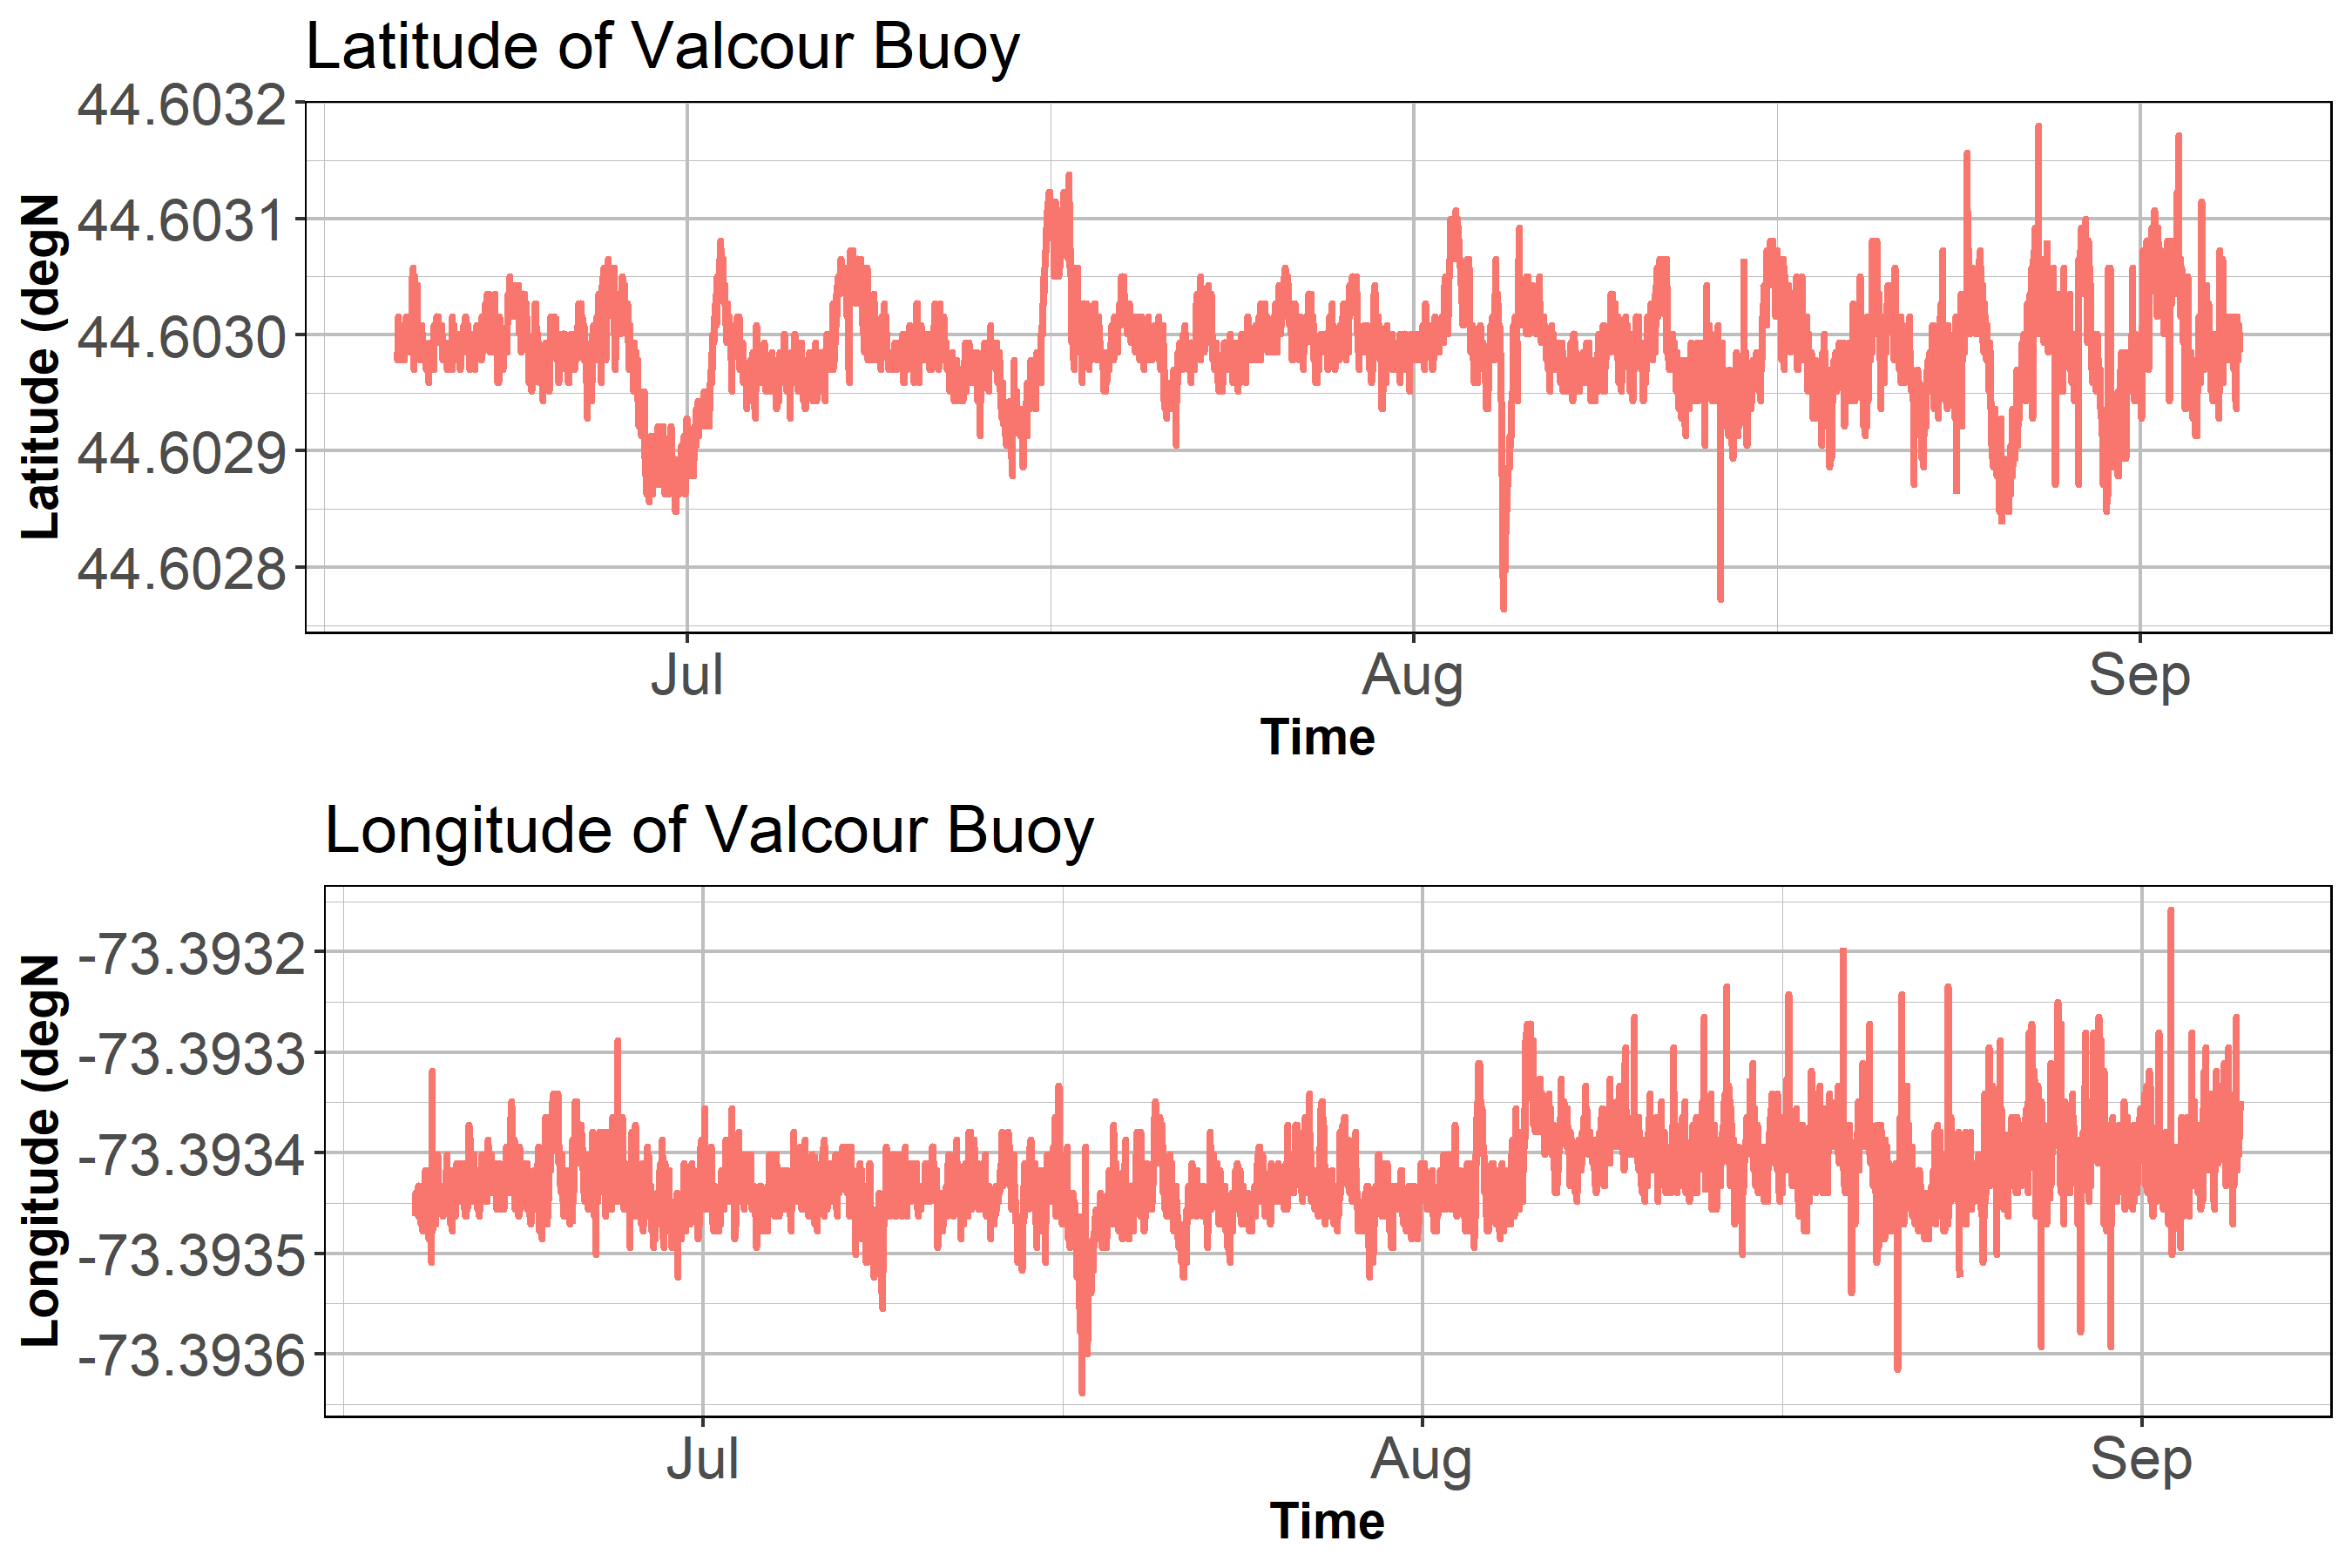 Latitude of Valcour Buoy
44.6032
44.6031
44.6030
44.6029
44.6028
Latitude (degN
Jul Aug Sep
Time
Longitude of Valcour Buoy
-73.3932
-73.3933
-73.3934
-73.3935
-73.3936
Longitude (degN
Jul Aug Sep
Time